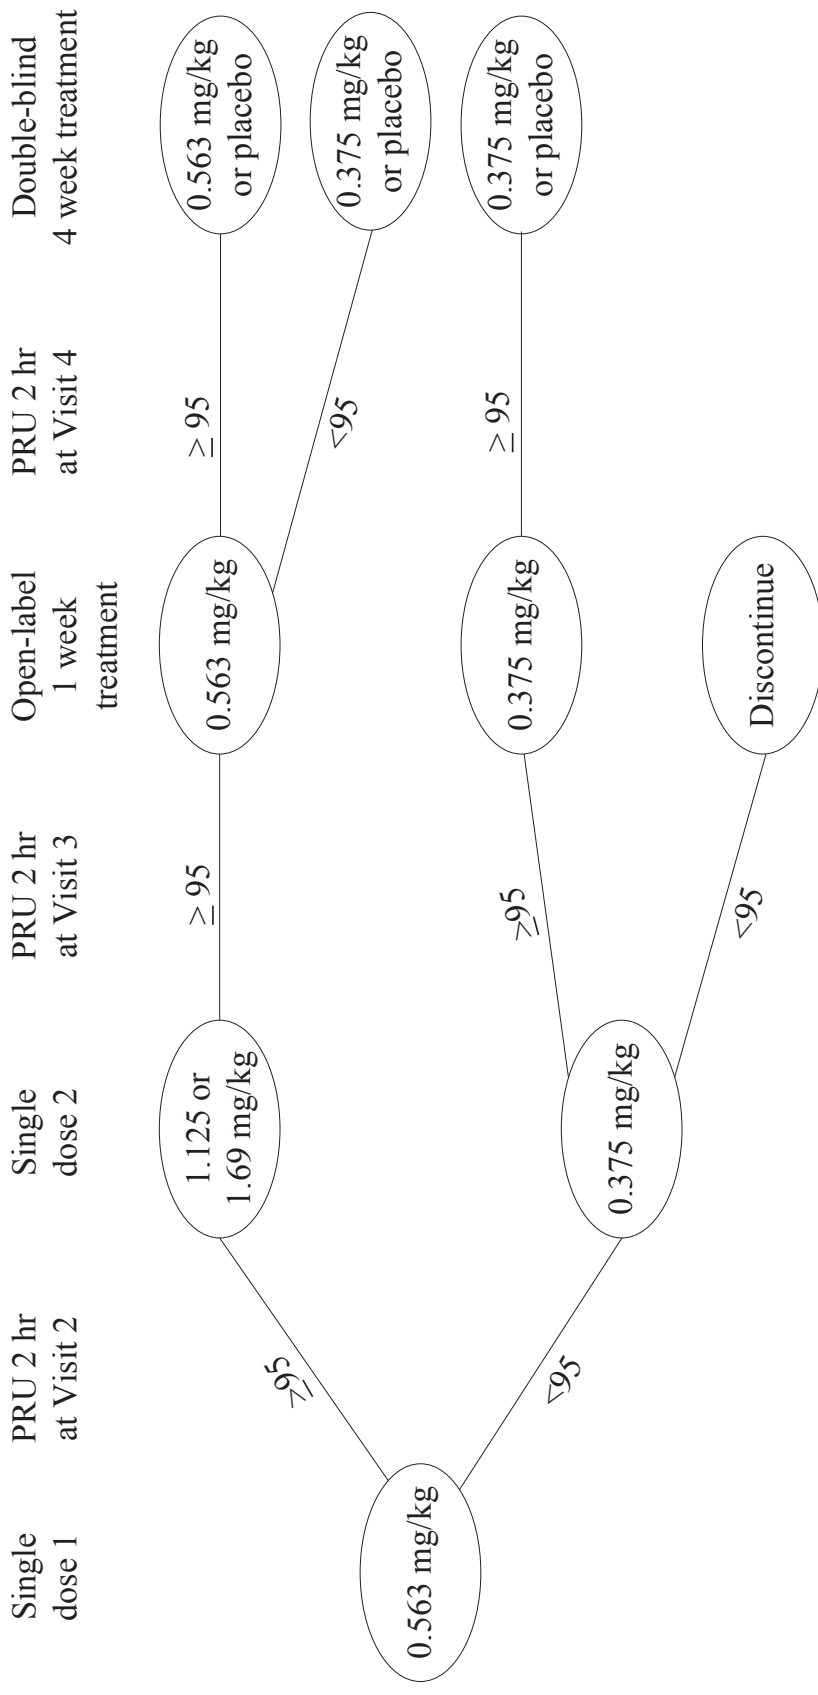 Single
dose 1
PRU 2 hr
at Visit 2
Single
dose 2
PRU 2 hr
at Visit 3
Open-label
1 week
treatment
PRU 2 hr
at Visit 4
Double-blind
4 week treatment
0.563 mg/kg
≥95
<95
1.125 or
1.69 mg/kg
0.375 mg/kg
≥ 95
≥95
<95
0.563 mg/kg
0.375 mg/kg
Discontinue
≥ 95
<95
≥ 95
0.563 mg/kg
or placebo
0.375 mg/kg
or placebo
0.375 mg/kg
or placebo